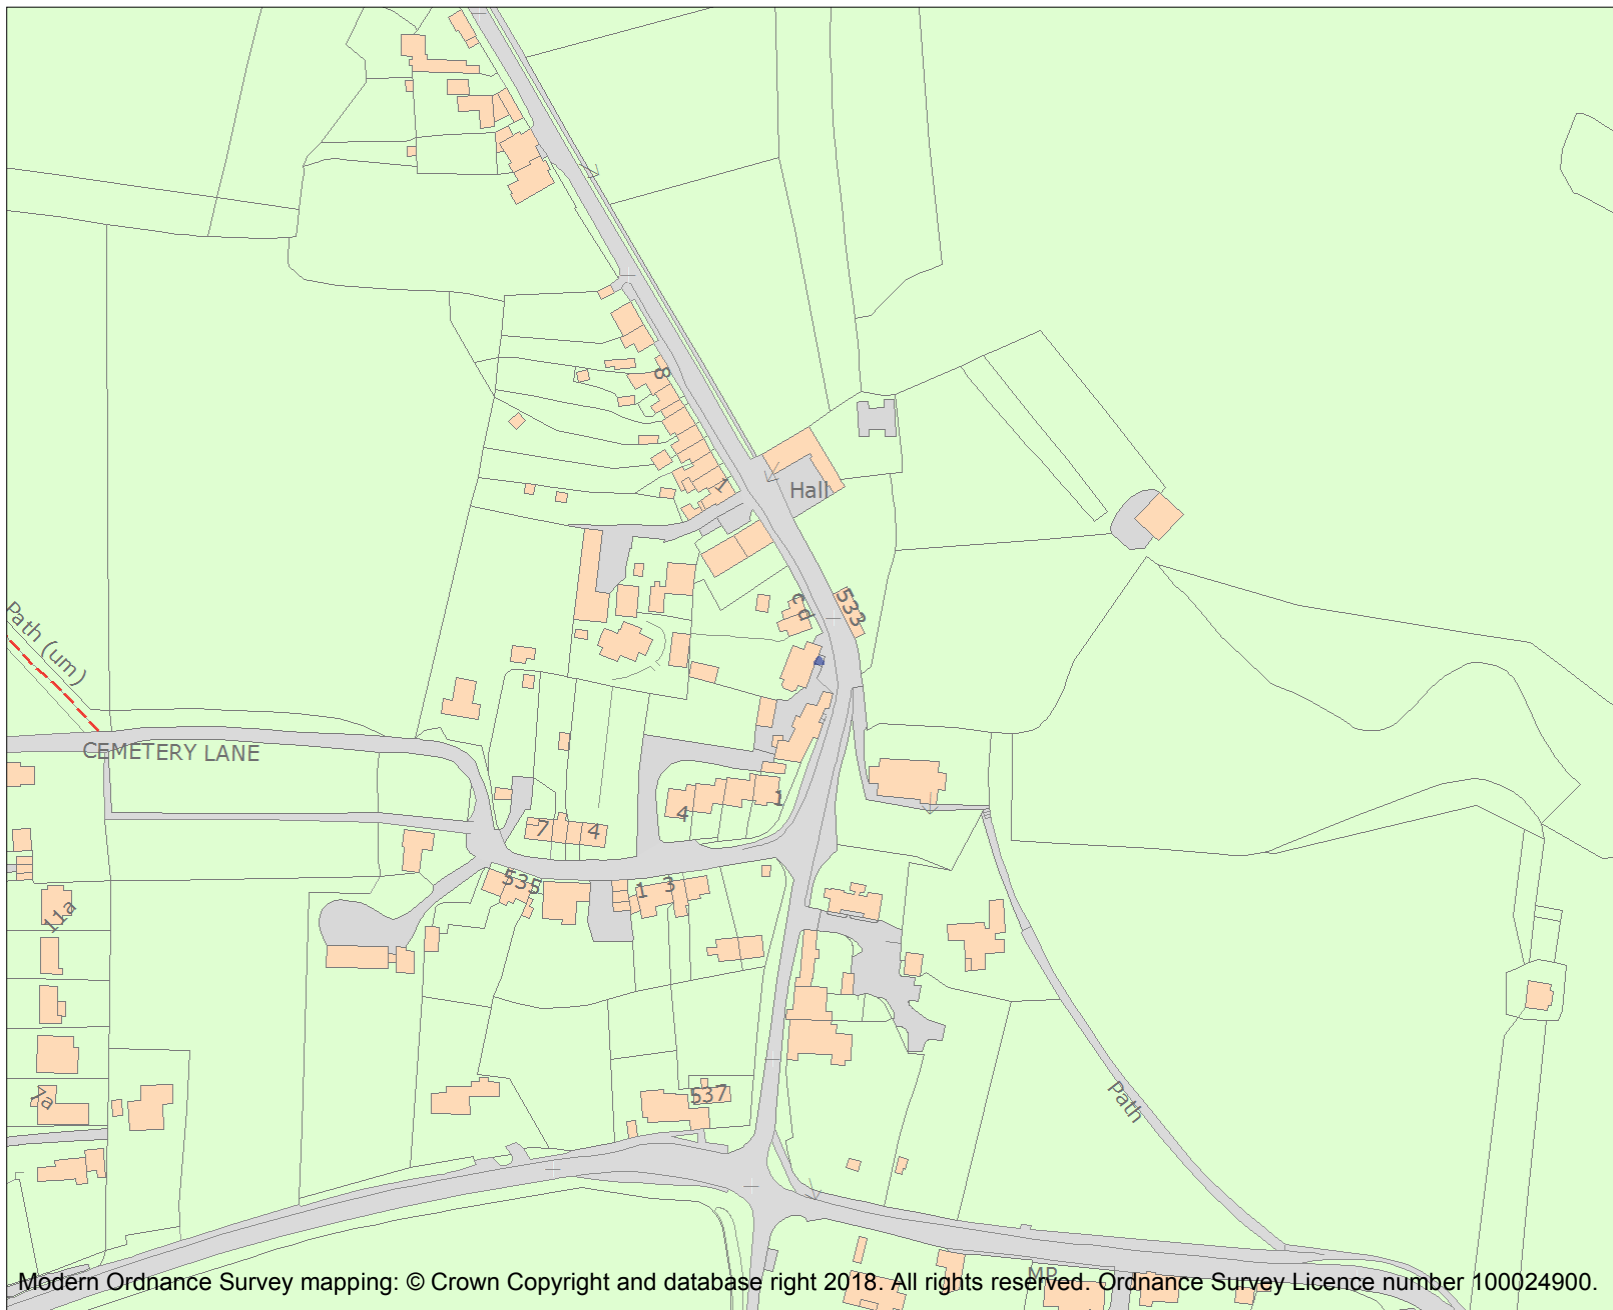 8
1
Hall
c d
533
Path (um)
CEMETERY LANE
1
4
7
4
535
1
3
11a
7a
537
Path
MP
Modern Ordnance Survey mapping: © Crown Copyright and database right 2018. All rights reserved. Ordnance Survey Licence number 100024900.